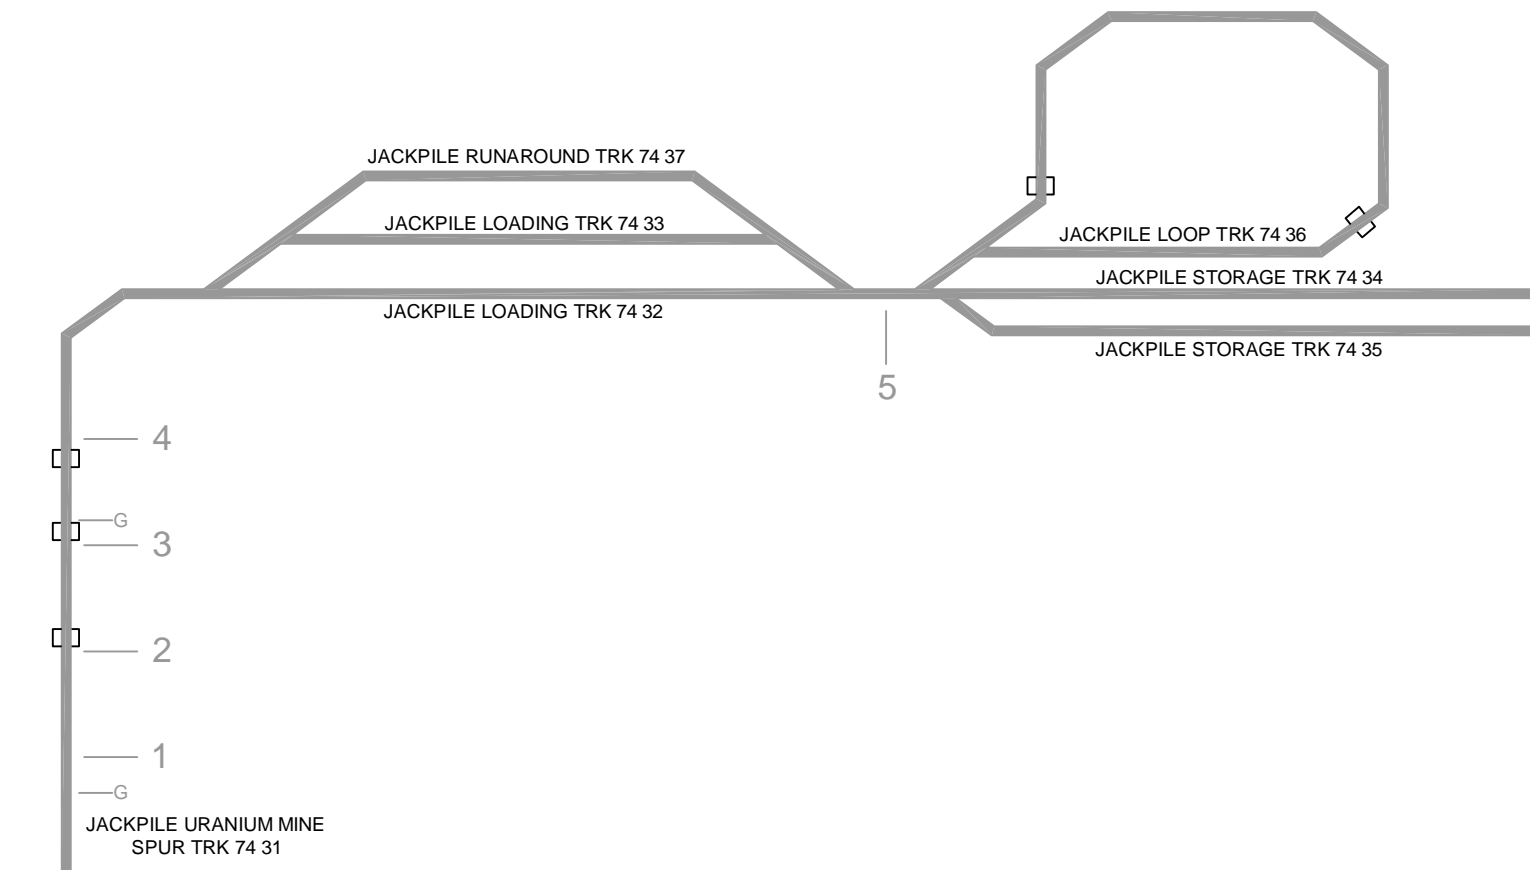 JACKPILE RUNAROUND TRK 74 37
JACKPILE LOADING TRK 74 33
JACKPILE LOOP TRK 74 36
JACKPILE STORAGE TRK 74 34
JACKPILE LOADING TRK 74 32
JACKPILE STORAGE TRK 74 35
5
4
G
3
2
1
G
JACKPILE URANIUM MINE
SPUR TRK 74 31